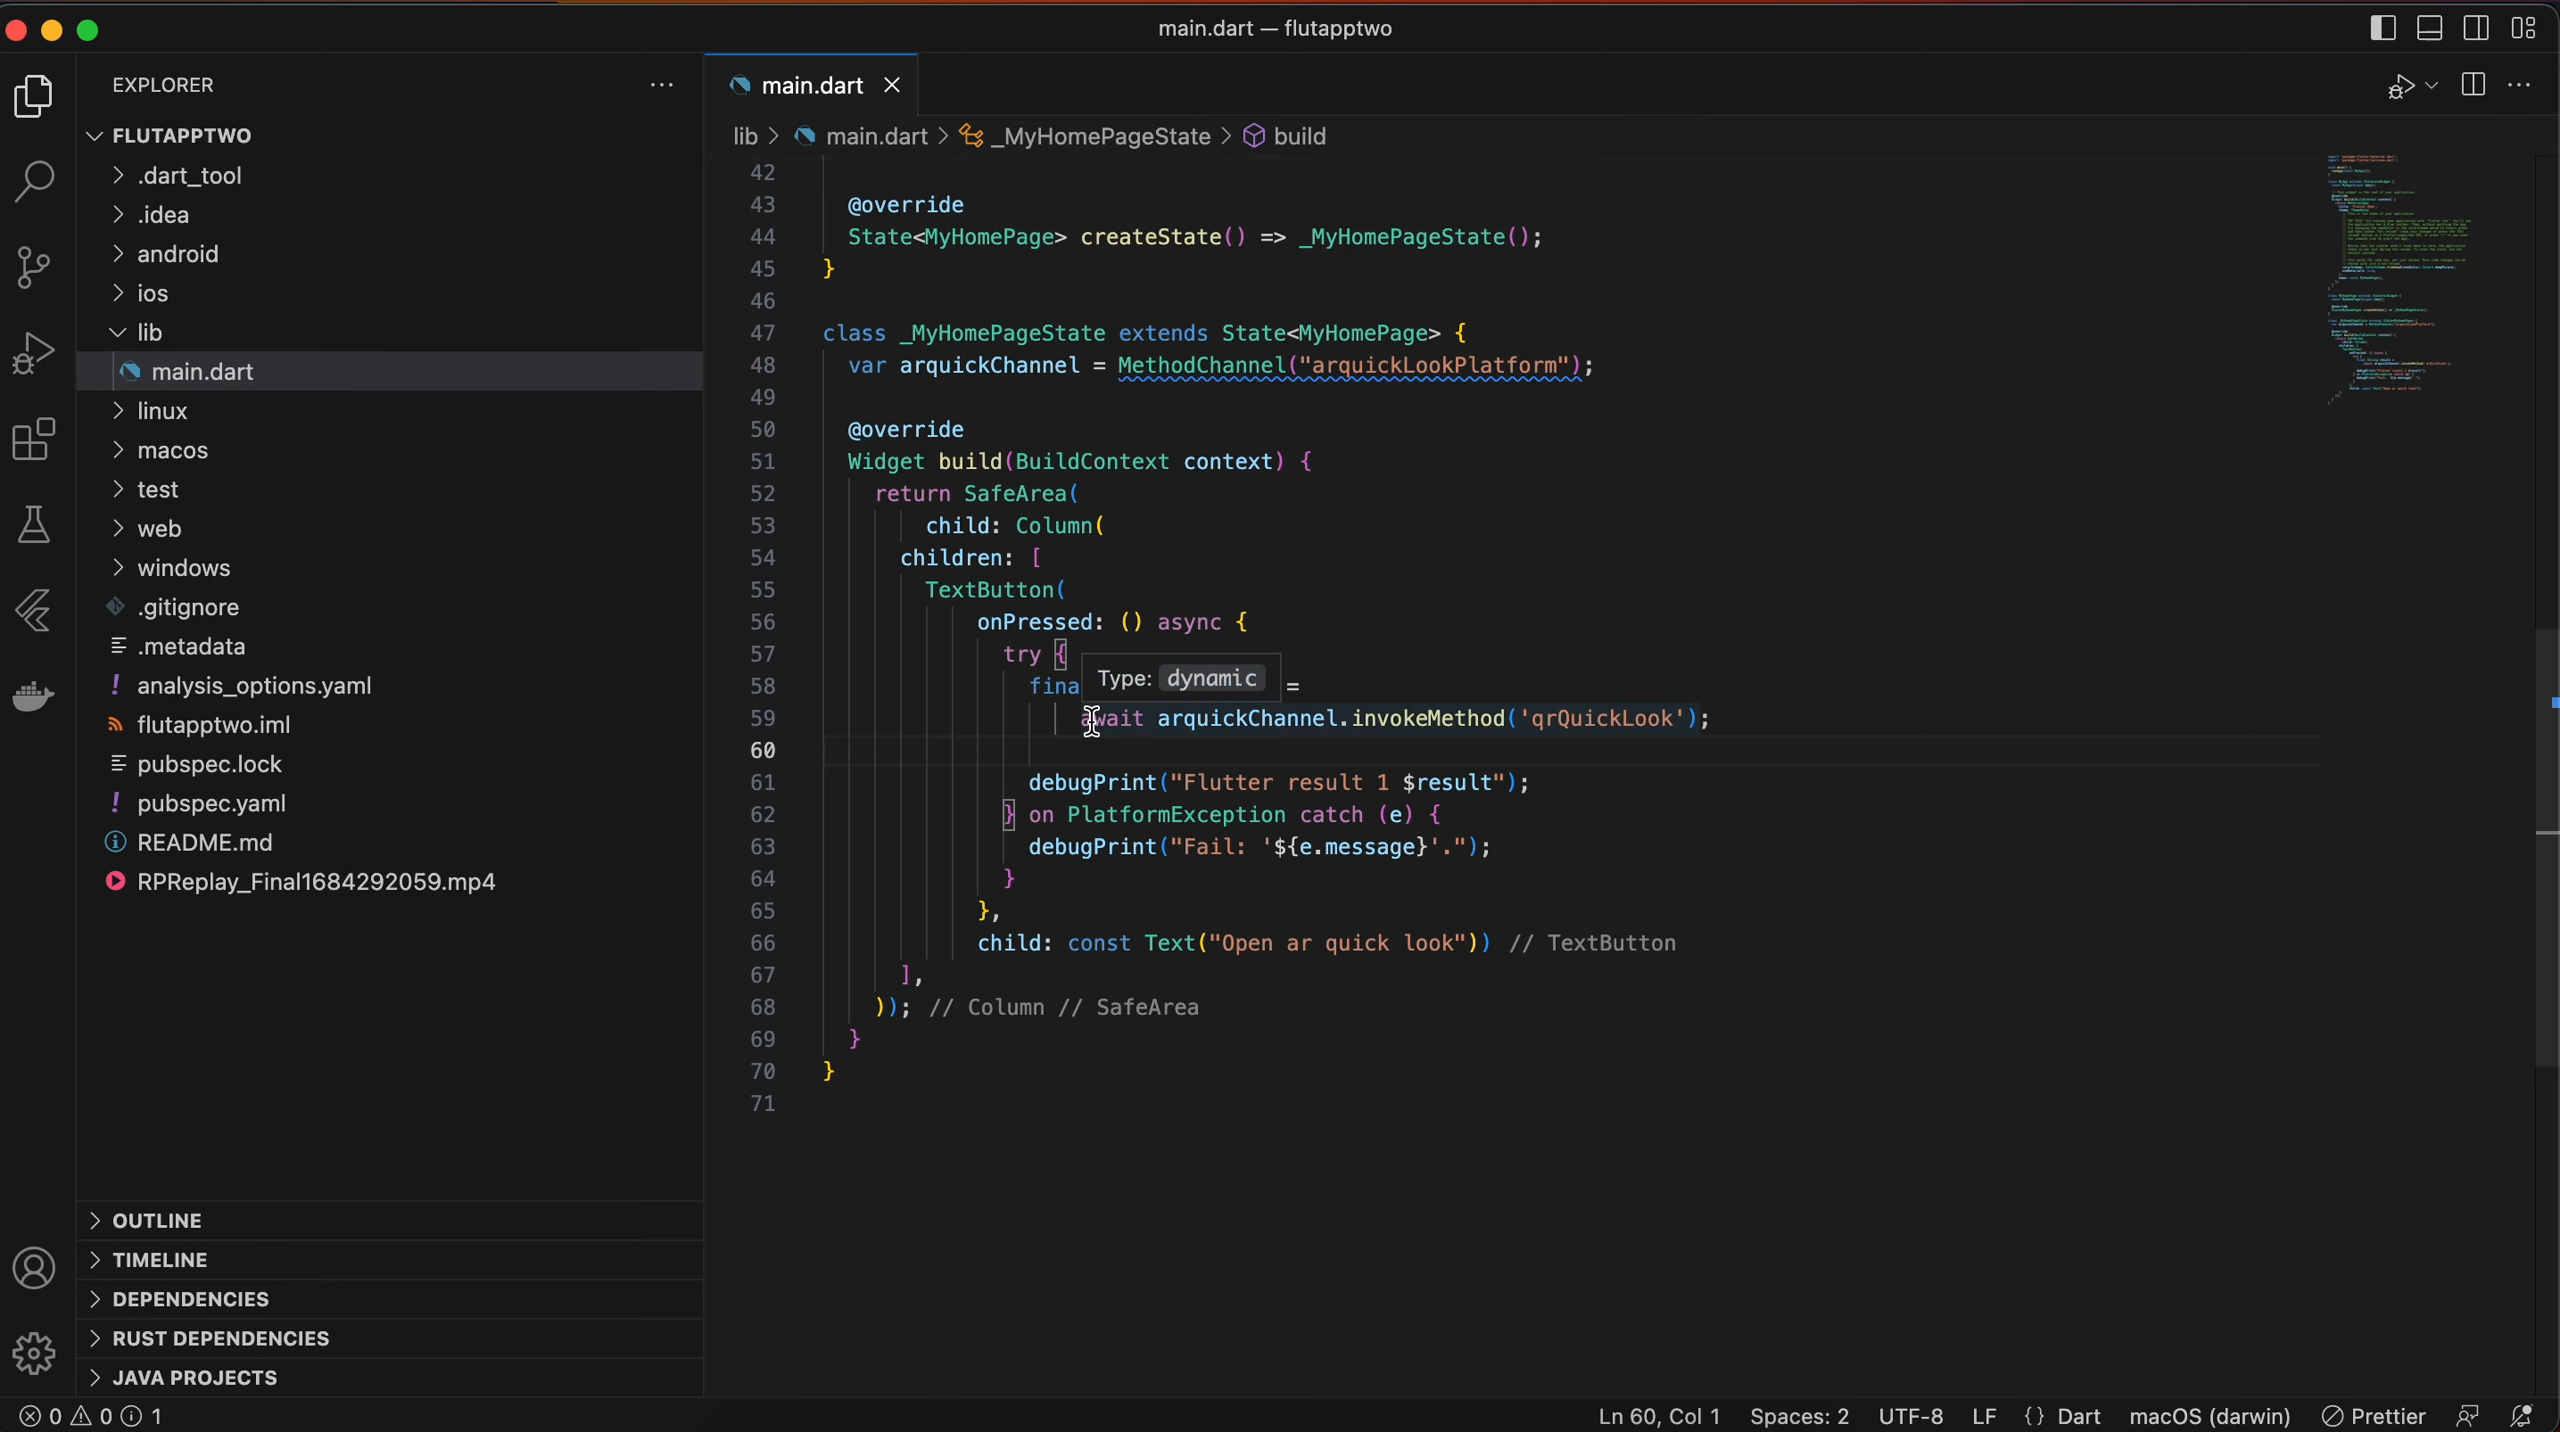 main.dart — flutapptwo
EXPLORER
FLUTAPPTWO
.dart_tool
.idea
android
ios
lib
main.dart
linux
macos
test
web
windows
.gitignore
.metadata
! analysis_options.yaml
flutapptwo.iml
pubspec.lock
! pubspec.yaml
README.md
RPReplay_Final1684292059.mp4
OUTLINE
TIMELINE
DEPENDENCIES
RUST DEPENDENCIES
JAVA PROJECTS
main.dart
lib > main.dart > _MyHomePageState > build
42
43 @override
44 State<MyHomePage> createState() => _MyHomePageState();
45 }
46
47 class _MyHomePageState extends State<MyHomePage> {
48 var arquickChannel = MethodChannel("arquickLookPlatform");
49
50 @override
51 Widget build(BuildContext context) {
52 return SafeArea(
53 child: Column(
54 children: [
55 TextButton(
56 onPressed: () async {
57 try {
Type: dynamic
58 fina =
59 await arquickChannel.invokeMethod('qrQuickLook');
60
61 debugPrint("Flutter result 1 $result");
62 } on PlatformException catch (e) {
63 debugPrint("Fail: '${e.message}'.");
64 }
65 },
66 child: const Text("Open ar quick look")) // TextButton
67 ],
68 )); // Column // SafeArea
69 }
70 }
71
0 0 1
Ln 60, Col 1 Spaces: 2 UTF-8 LF {} Dart macOS (darwin) Prettier